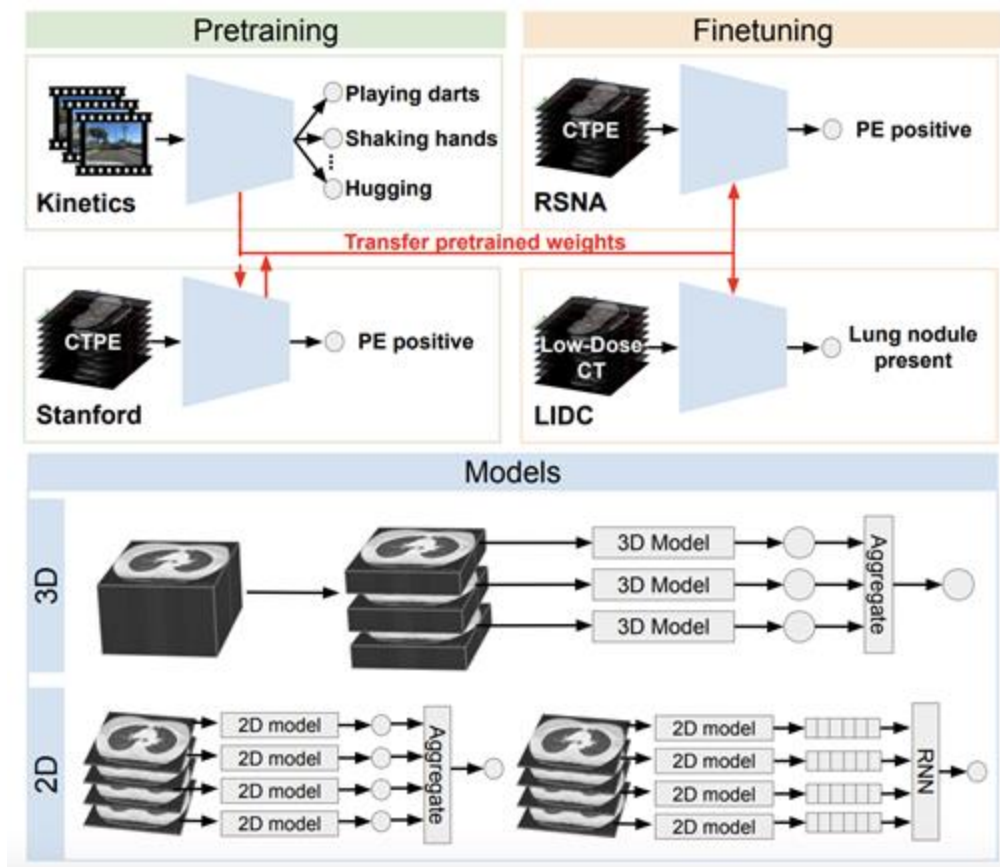 Pretraining
Finetuning
Playing darts
Shaking hands
Hugging
Kinetics
CTPE
PE positive
RSNA
Transfer pretrained weights
CTPE
PE positive
Stanford
Low-Dose
CT
Lung nodule
present
LIDC
Models
3D
3D Model
3D Model
3D Model
Aggregate
2D
2D model
2D model
2D model
2D model
Aggregate
2D model
2D model
2D model
2D model
RNN